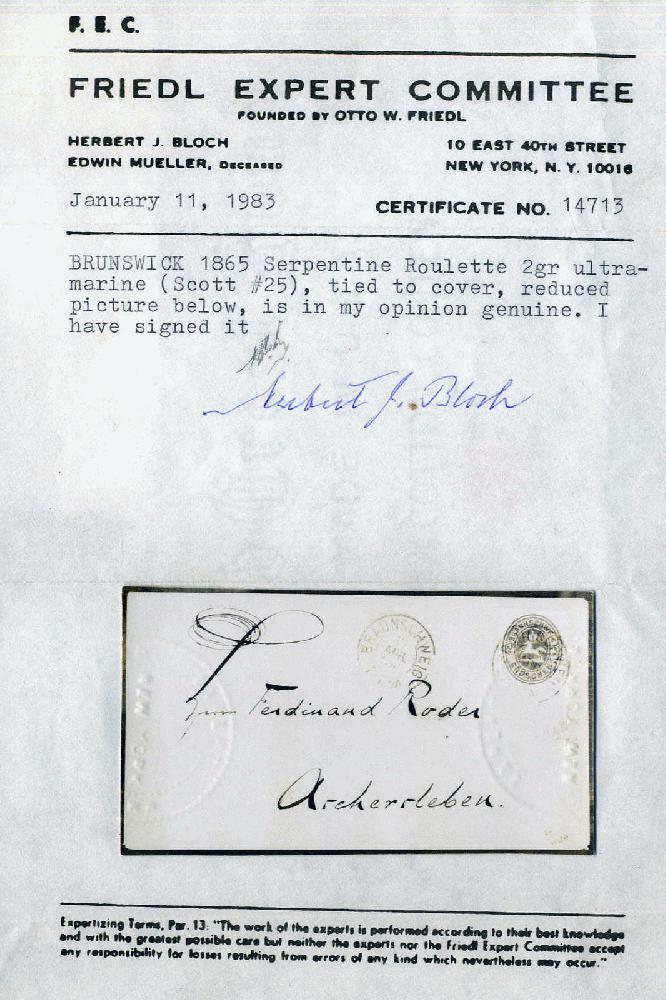 F. E. C.
FRIEDL EXPERT COMMITTEE
FOUNDED BY OTTO W. FRIEDL
HERBERT J. BLOCH
10 EAST 40TH STREET
EDWIN MUELLER, DECEASED
NEW YORK, N. Y. 10016
January 11, 1983
CERTIFICATE NO. 14713
BRUNSWICK 1865 Serpentine Roulette 2gr ultra-
marine (Scott #25), tied to cover, reduced
picture below, is in my opinion genuine. I
have signed it
Herbert J. Bloch
BRAUNSCHWEIG
Ferdinand Roder
Aschersleben.
Expertizing Terms, Par. 13: "The work of the experts is performed according to their best knowledge
and with the greatest possible care but neither the experts nor the Friedl Expert Committee accept
any responsibility for losses resulting from errors of any kind which nevertheless may occur."